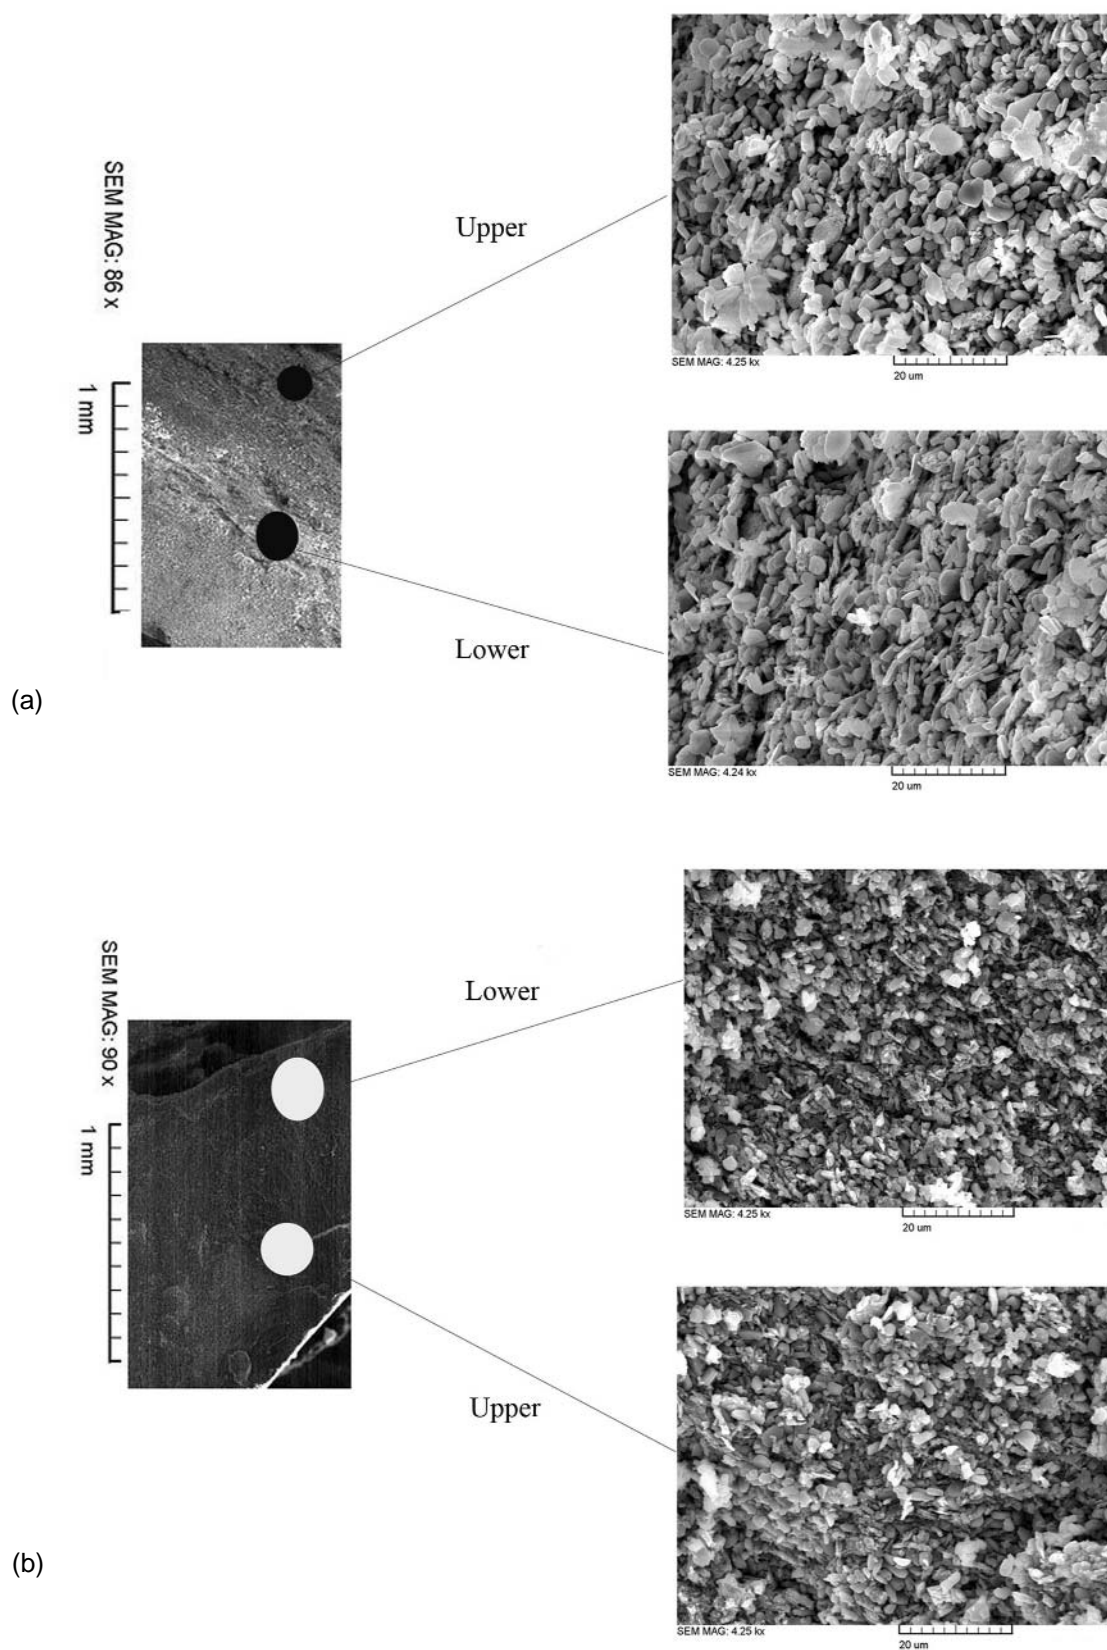 SEM MAG: 86 x
1 mm
Upper
SEM MAG: 4.25 kx
20 um
Lower
SEM MAG: 4.24 kx
20 um
(a)
SEM MAG: 90 x
1 mm
Lower
SEM MAG: 4.25 kx
20 um
Upper
SEM MAG: 4.25 kx
20 um
(b)